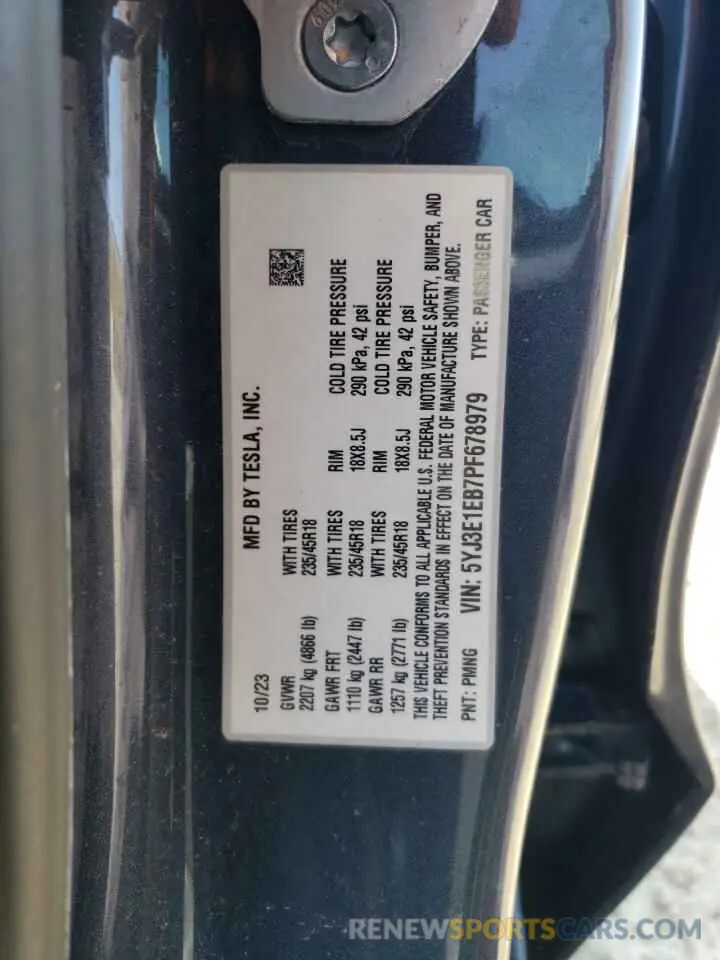 MFD BY TESLA, INC.
10/23
GVWR WITH TIRES
2207 kg (4866 lb) 235/45R18
GAWR FRT WITH TIRES RIM COLD TIRE PRESSURE
1110 kg (2447 lb) 235/45R18 18X8.5J 290 kPa, 42 psi
GAWR RR WITH TIRES RIM COLD TIRE PRESSURE
1257 kg (2771 lb) 235/45R18 18X8.5J 290 kPa, 42 psi
THIS VEHICLE CONFORMS TO ALL APPLICABLE U.S. FEDERAL MOTOR VEHICLE SAFETY, BUMPER, AND
THEFT PREVENTION STANDARDS IN EFFECT ON THE DATE OF MANUFACTURE SHOWN ABOVE.
PNT: PMNG VIN: 5YJ3E1EB7PF678979 TYPE: PASSENGER CAR
RENEWSPORTSCARS.COM